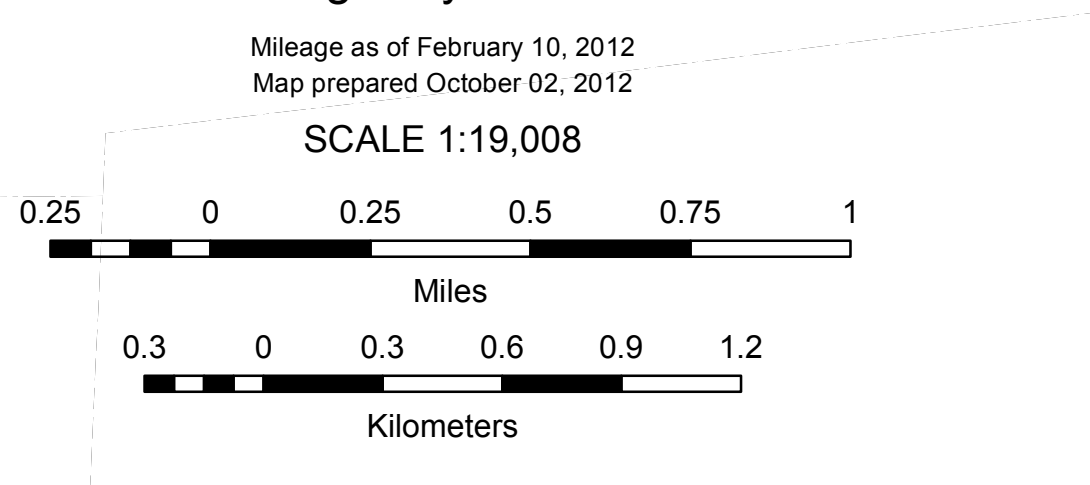 Mileage as of February 10, 2012
Map prepared October 02, 2012
SCALE 1:19,008
0.25 0 0.25 0.5 0.75 1
Miles
0.3 0 0.3 0.6 0.9 1.2
Kilometers